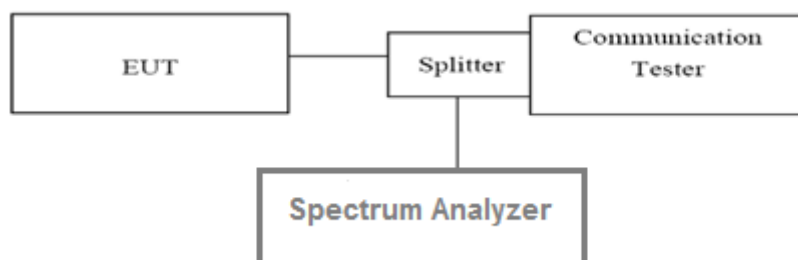 EUT
Splitter
Communication
Tester
Spectrum Analyzer